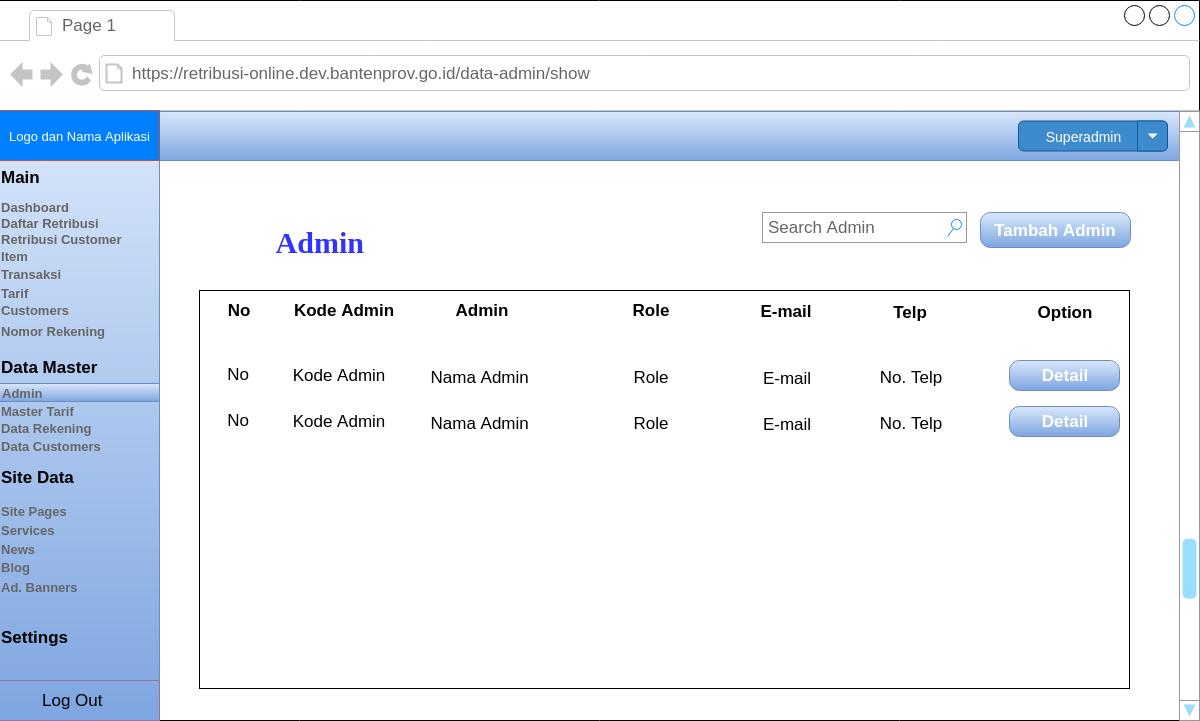 Page 1
https://retribusi-online.dev.bantenprov.go.id/data-admin/show
Logo dan Nama Aplikasi
Superadmin
Main
Dashboard
Daftar Retribusi
Retribusi Customer
Item
Transaksi
Tarif
Customers
Nomor Rekening
Data Master
Admin
Master Tarif
Data Rekening
Data Customers
Site Data
Site Pages
Services
News
Blog
Ad. Banners
Settings
Log Out
Admin
Search Admin
Tambah Admin
No Kode Admin Admin Role E-mail Telp Option
No Kode Admin Nama Admin Role E-mail No. Telp Detail
No Kode Admin Nama Admin Role E-mail No. Telp Detail